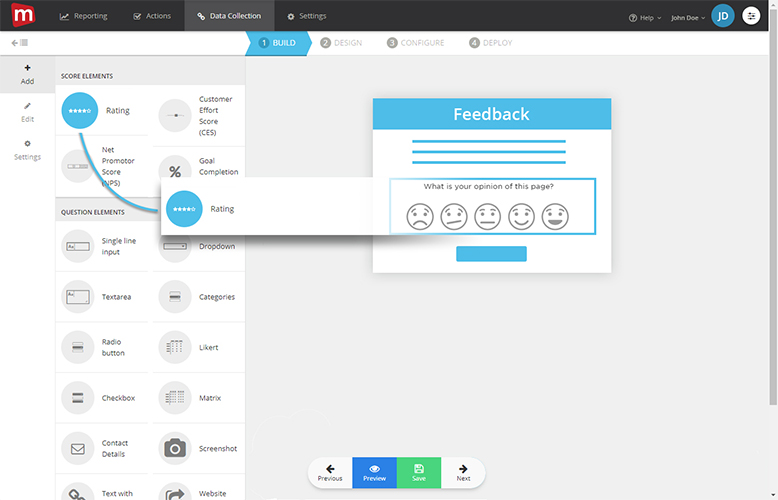 m
Reporting
Actions
Data Collection
Settings
? Help
John Doe
JD
1 BUILD
2 DESIGN
3 CONFIGURE
4 DEPLOY
Add
Edit
Settings
SCORE ELEMENTS
Rating
Customer
Effort
Score
(CES)
Net
Promotor
Score
(NPS)
%
Goal
Completion
Rating
QUESTION ELEMENTS
Single line
input
Dropdown
Textarea
Categories
Radio
button
Likert
Checkbox
Matrix
Contact
Details
Screenshot
Text with
Website
Feedback
What is your opinion of this page?
Previous
Preview
Save
Next